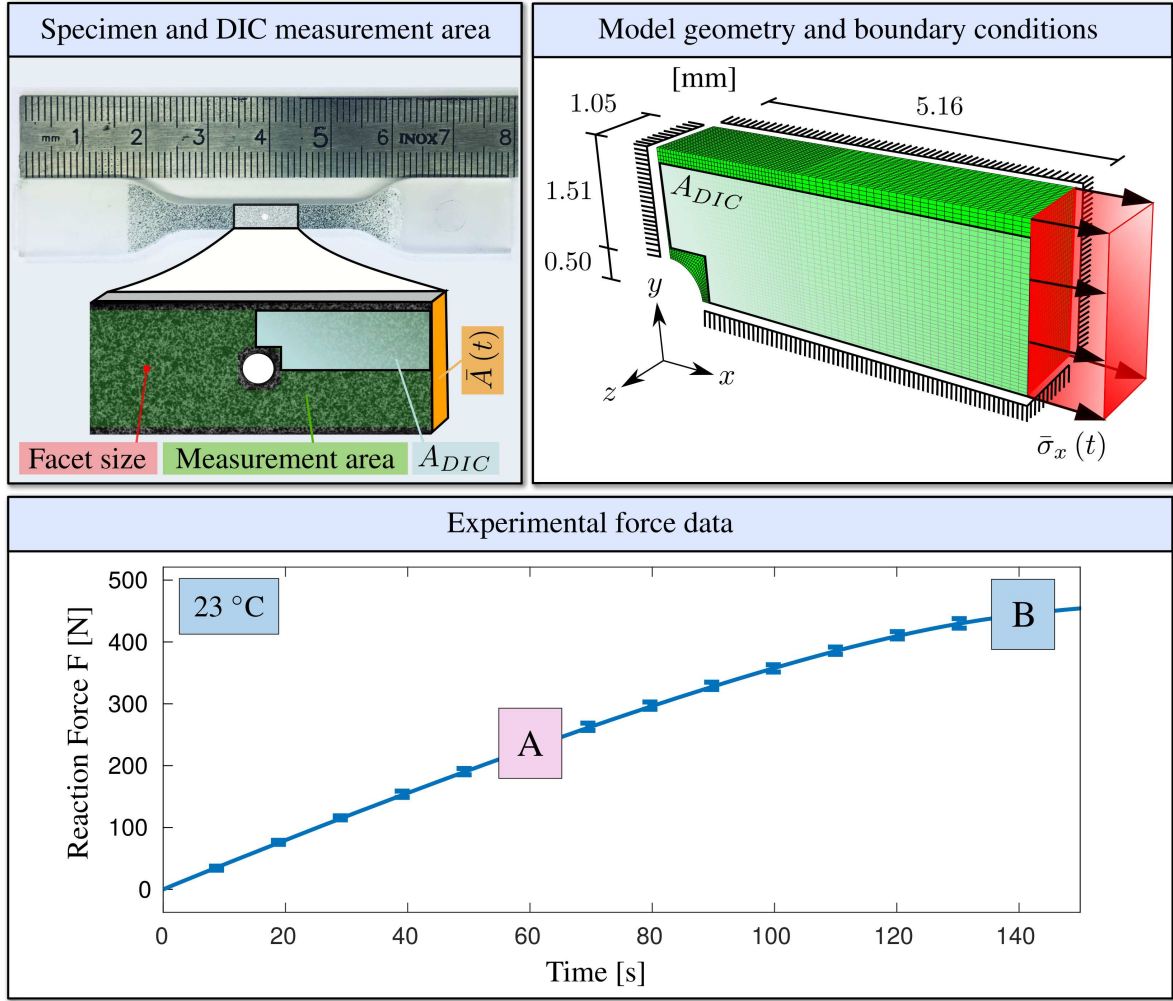 Specimen and DIC measurement area
mm 1 2 3 4 5 6 INOX 7 8
Ā (t)
Facet size
Measurement area
A_DIC
Model geometry and boundary conditions
[mm]
1.05
5.16
1.51
0.50
A_DIC
y
x
z
σ̄_x (t)
Experimental force data
23 °C
A
B
Reaction Force F [N]
500
400
300
200
100
0
0 20 40 60 80 100 120 140
Time [s]